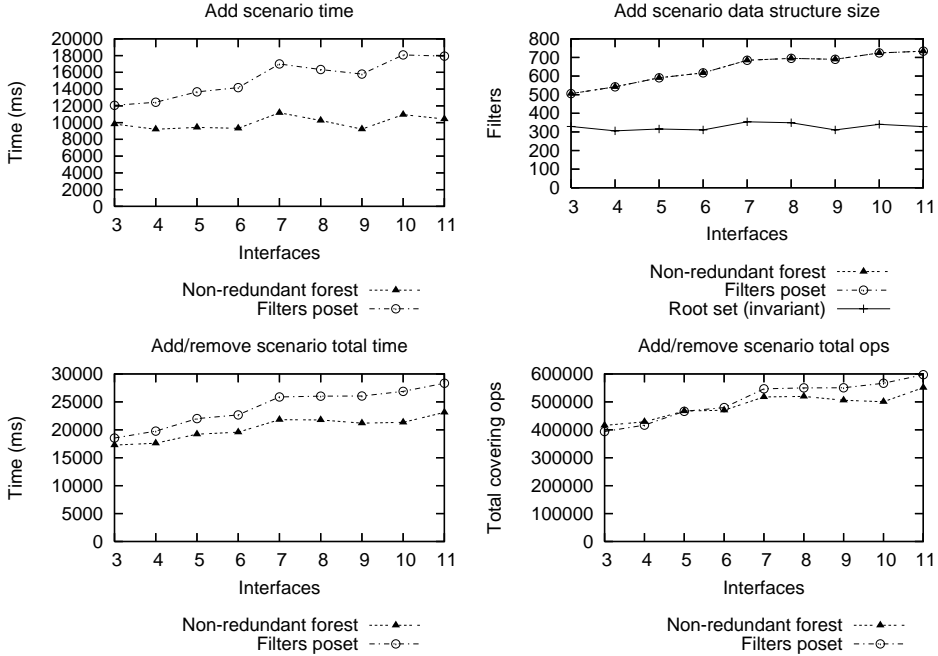 Add scenario time
20000
18000
16000
14000
12000
10000
8000
6000
4000
2000
0
Time (ms)
3 4 5 6 7 8 9 10 11
Interfaces
Non-redundant forest
Filters poset
Add scenario data structure size
800
700
600
500
400
300
200
100
0
Filters
3 4 5 6 7 8 9 10 11
Interfaces
Non-redundant forest
Filters poset
Root set (invariant)
Add/remove scenario total time
30000
25000
20000
15000
10000
5000
0
Time (ms)
3 4 5 6 7 8 9 10 11
Interfaces
Non-redundant forest
Filters poset
Add/remove scenario total ops
600000
500000
400000
300000
200000
100000
0
Total covering ops
3 4 5 6 7 8 9 10 11
Interfaces
Non-redundant forest
Filters poset